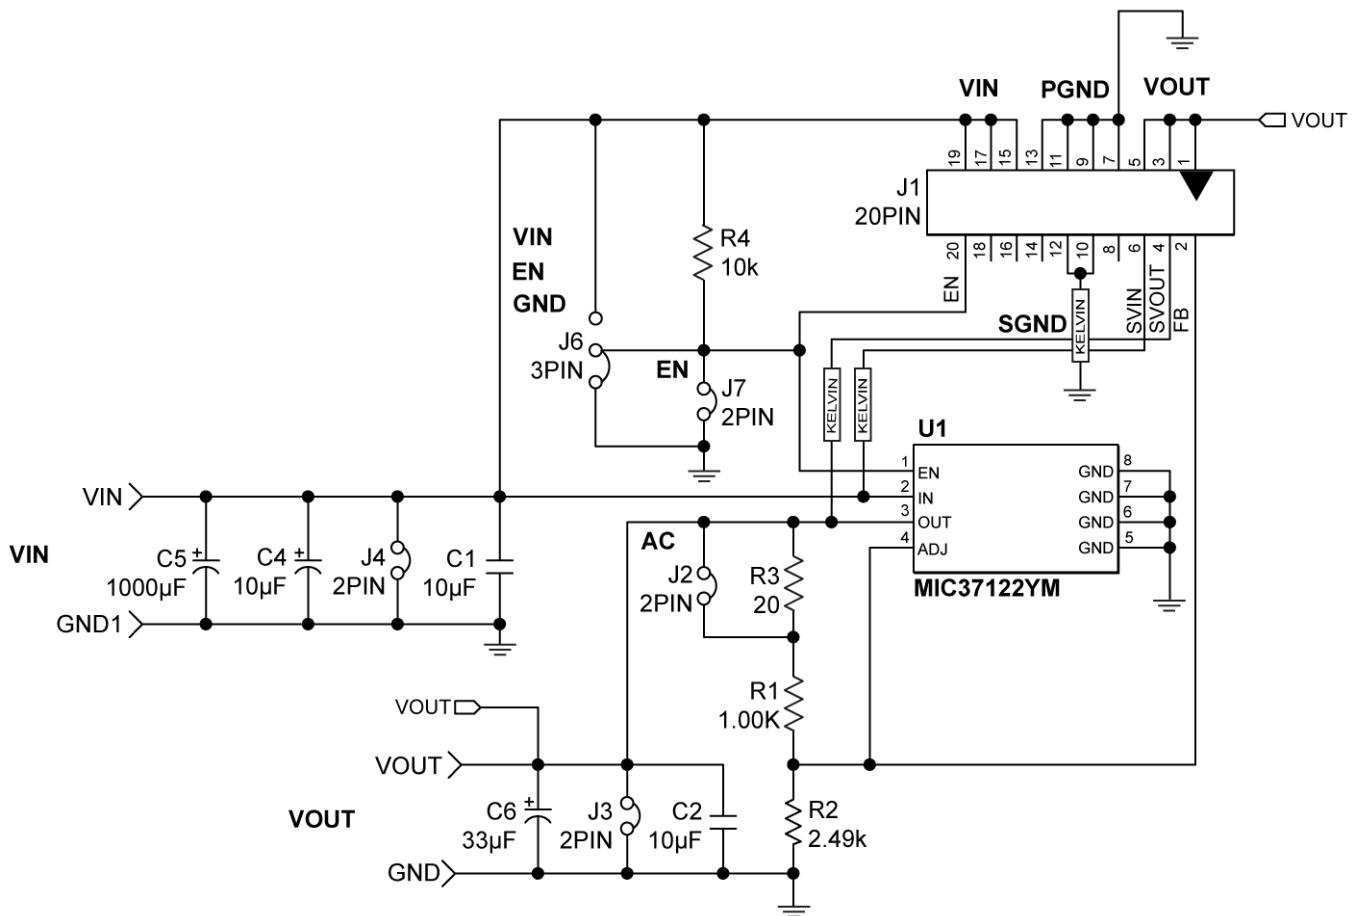 VIN PGND VOUT
VOUT
19 17 15 13 11 9 7 5 3 1
J1
20PIN
20 18 16 14 12 10 8 6 4 2
EN
SGND
KELVIN
SVIN
SVOUT
FB
R4
10k
VIN
EN
GND
J6
3PIN
EN
J7
2PIN
KELVIN
KELVIN
U1
1 EN
2 IN
3 OUT
4 ADJ
GND 8
GND 7
GND 6
GND 5
MIC37122YM
VIN
VIN
GND1
C5 +
1000µF
C4 +
10µF
J4
2PIN
C1
10µF
AC
J2
2PIN
R3
20
R1
1.00K
VOUT
VOUT
VOUT
GND
C6 +
33µF
J3
2PIN
C2
10µF
R2
2.49k